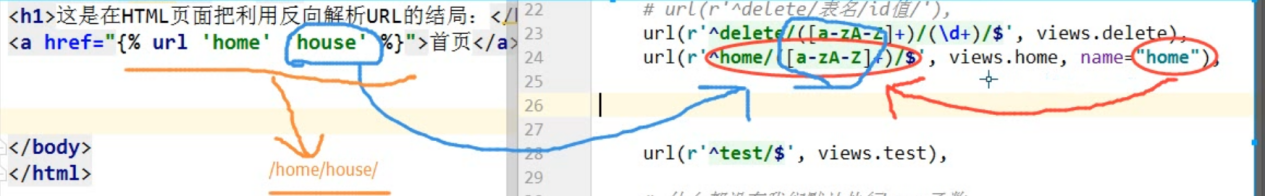 <h1>这是在HTML页面把利用反向解析URL的结局：</
<a href="{% url 'home' 'house' %}">首页</a>
</body>
</html>
/home/house/
22 # url(r'^delete/表名/id值/'),
23 url(r'^delete/([a-zA-Z]+)/(\d+)/$', views.delete),
24 url(r'^home/([a-zA-Z]+)/$', views.home, name="home"),
25
26
27
28 url(r'^test/$', views.test),
29